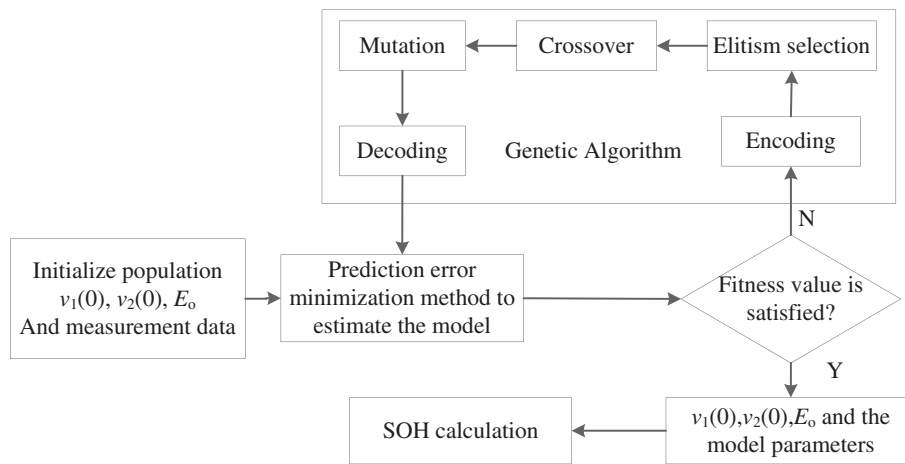 Mutation
Crossover
Elitism selection
Decoding
Genetic Algorithm
Encoding
N
Initialize population
v₁(0), v₂(0), Eₒ
And measurement data
Prediction error
minimization method to
estimate the model
Fitness value is
satisfied?
Y
SOH calculation
v₁(0),v₂(0),Eₒ and the
model parameters